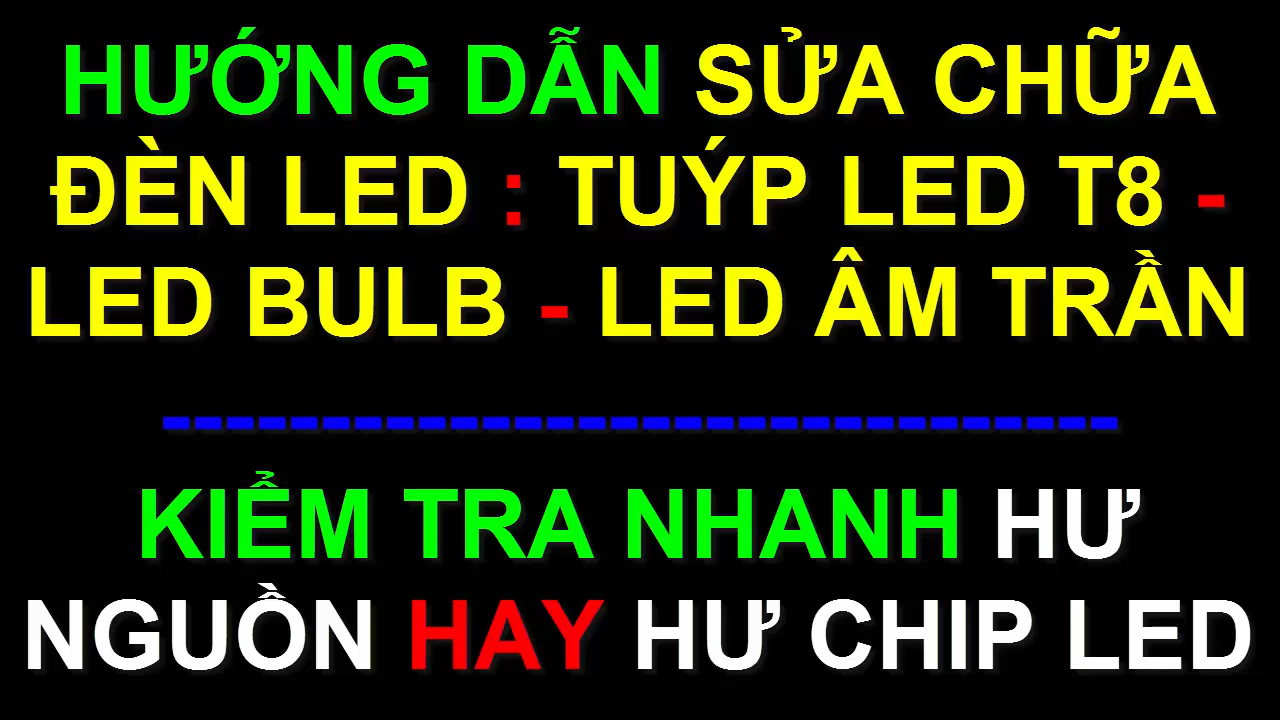 HƯỚNG DẪN SỬA CHỮA
ĐÈN LED : TUÝP LED T8 -
LED BULB - LED ÂM TRẦN
------------------------------
KIỂM TRA NHANH HƯ
NGUỒN HAY HƯ CHIP LED